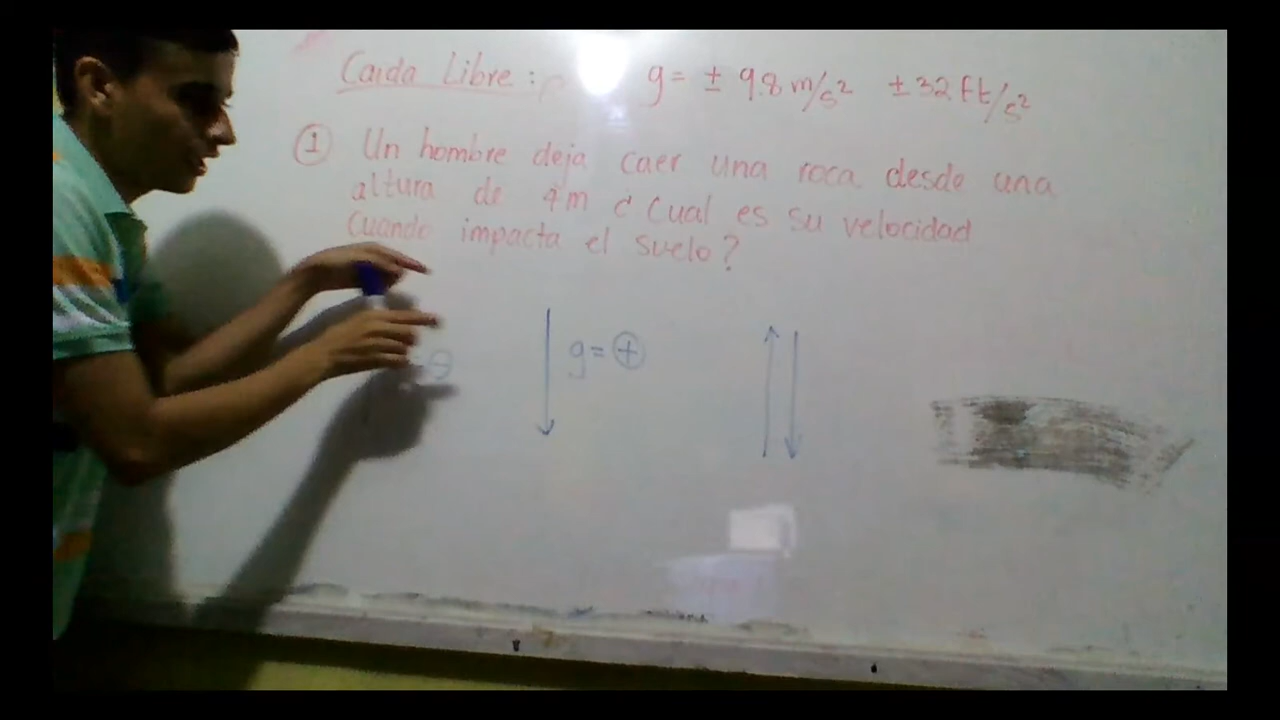 Caida Libre: g= ± 9.8 m/s² ± 32 ft/s²
① Un hombre deja caer una roca desde una
altura de 4m ¿Cual es su velocidad
Cuando impacta el suelo?
⊖ g= ⊕